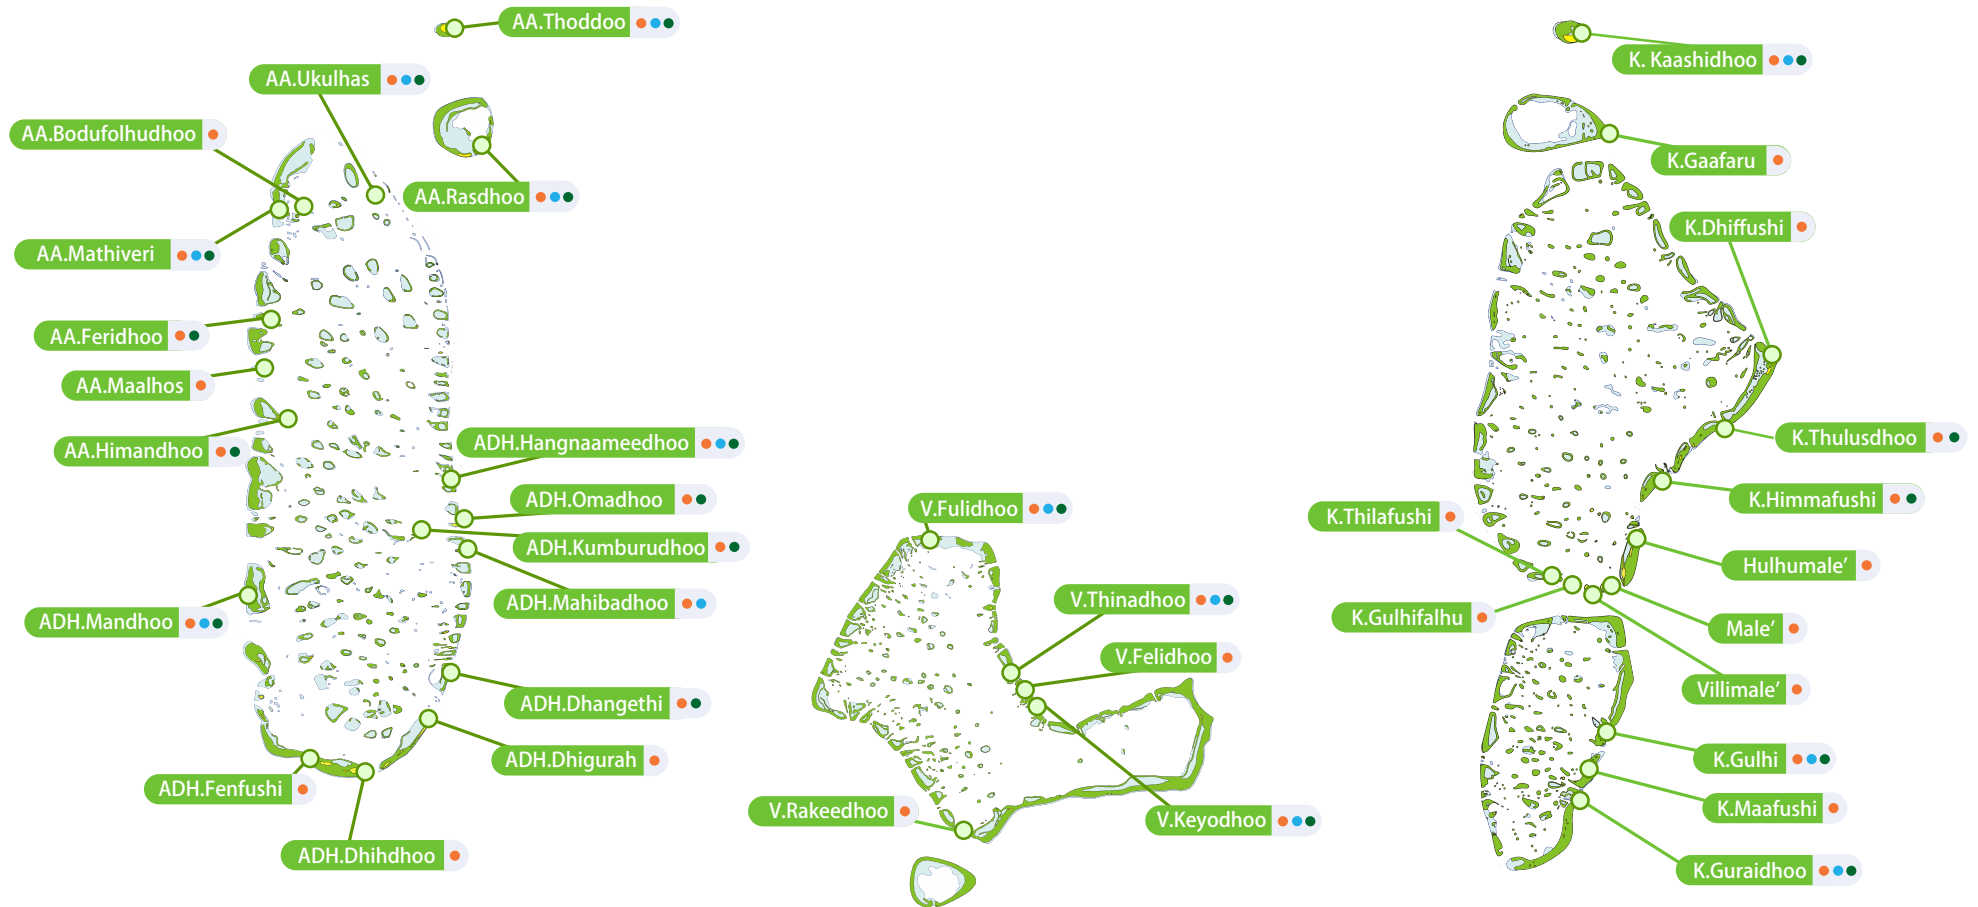 AA.Thoddoo
AA.Ukulhas
AA.Bodufolhudhoo
AA.Rasdhoo
AA.Mathiveri
AA.Feridhoo
AA.Maalhos
AA.Himandhoo
ADH.Hangnaameedhoo
ADH.Omadhoo
ADH.Kumburudhoo
ADH.Mahibadhoo
ADH.Mandhoo
ADH.Dhangethi
ADH.Dhigurah
ADH.Fenfushi
ADH.Dhihdhoo
V.Fulidhoo
V.Thinadhoo
V.Felidhoo
V.Rakeedhoo
V.Keyodhoo
K. Kaashidhoo
K.Gaafaru
K.Dhiffushi
K.Thulusdhoo
K.Himmafushi
K.Thilafushi
Hulhumale’
K.Gulhifalhu
Male’
Villimale’
K.Gulhi
K.Maafushi
K.Guraidhoo